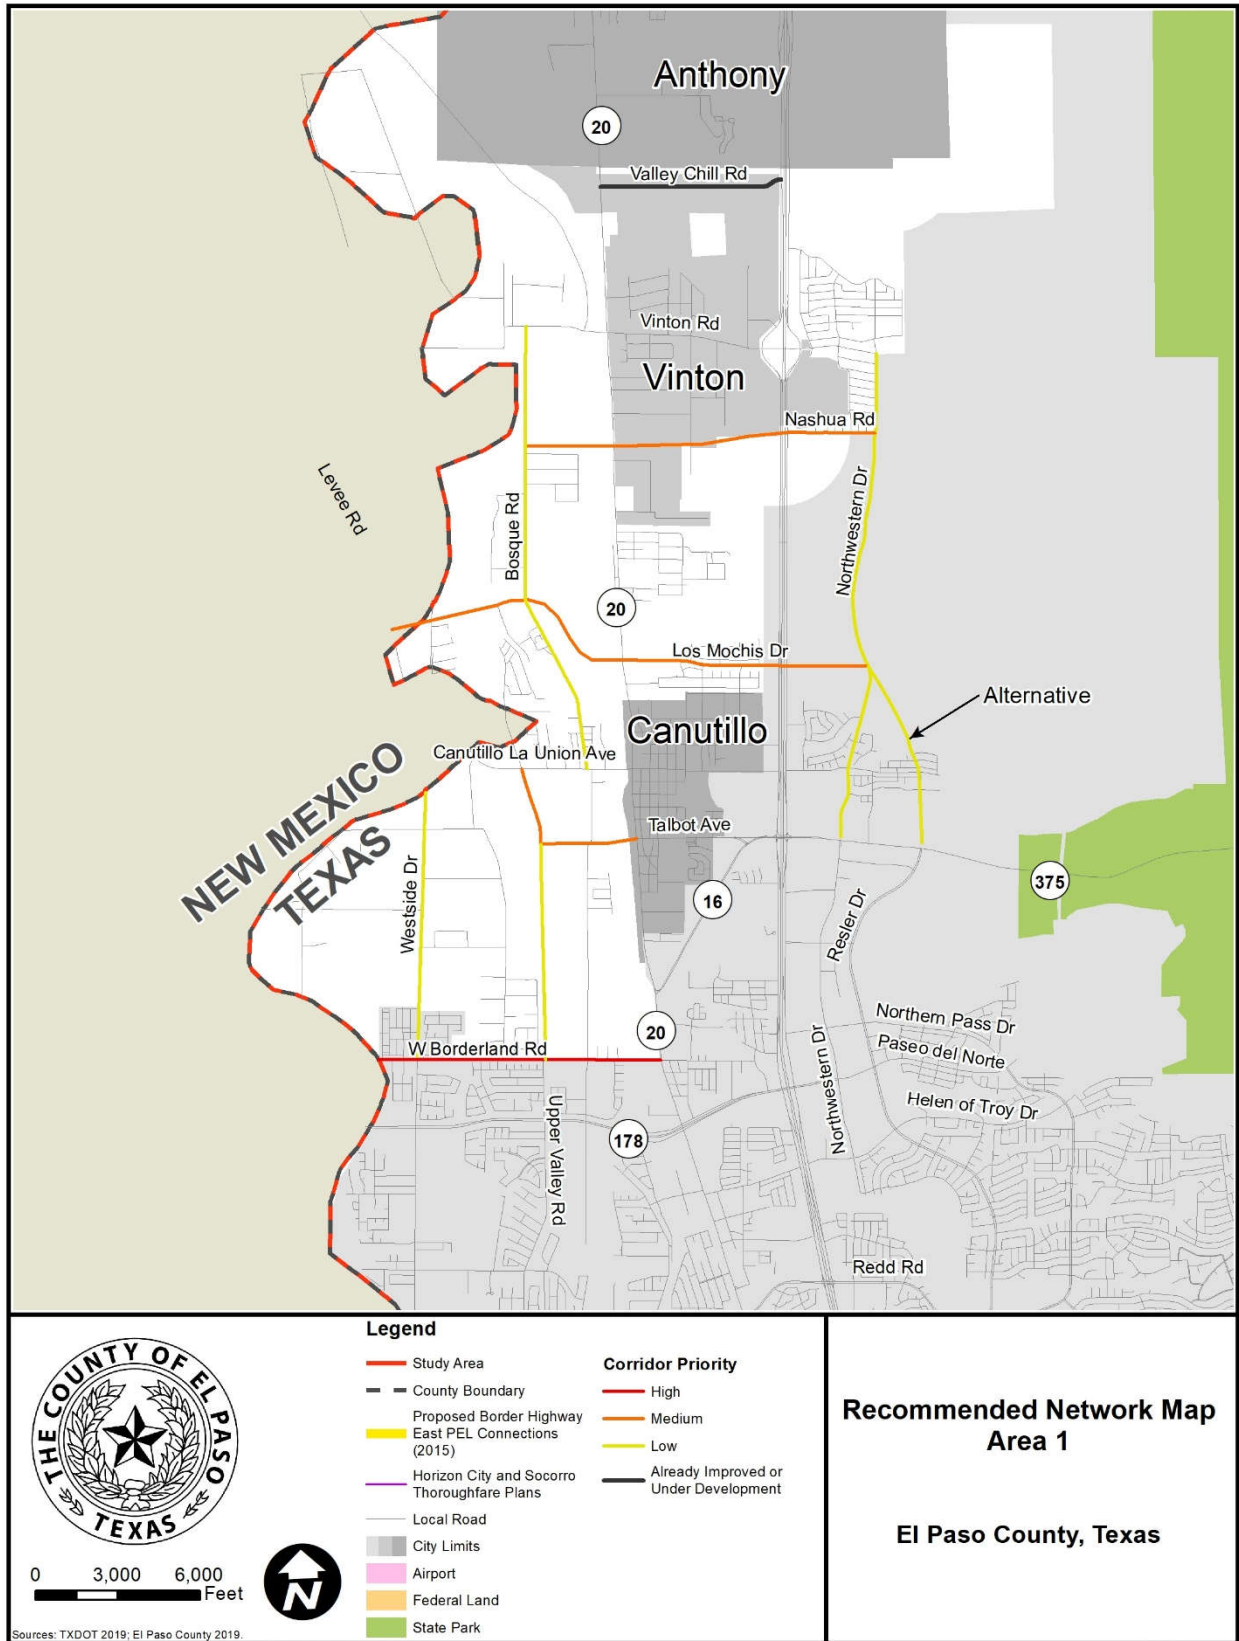 Anthony
20
Valley Chill Rd
Vinton Rd
Vinton
Nashua Rd
Levee Rd
Bosque Rd
Northwestern Dr
20
Los Mochis Dr
Alternative
Canutillo
Canutillo La Union Ave
NEW MEXICO
TEXAS
Talbot Ave
375
16
Westside Dr
Resler Dr
Northern Pass Dr
20
W Borderland Rd
Paseo del Norte
Northwestern Dr
Helen of Troy Dr
178
Upper Valley Rd
Redd Rd
THE COUNTY OF EL PASO
TEXAS
0 3,000 6,000
Feet
N
Sources: TXDOT 2019; El Paso County 2019.
Legend
Study Area
County Boundary
Proposed Border Highway
East PEL Connections
(2015)
Horizon City and Socorro
Thoroughfare Plans
Local Road
City Limits
Airport
Federal Land
State Park
Corridor Priority
High
Medium
Low
Already Improved or
Under Development
Recommended Network Map
Area 1
El Paso County, Texas